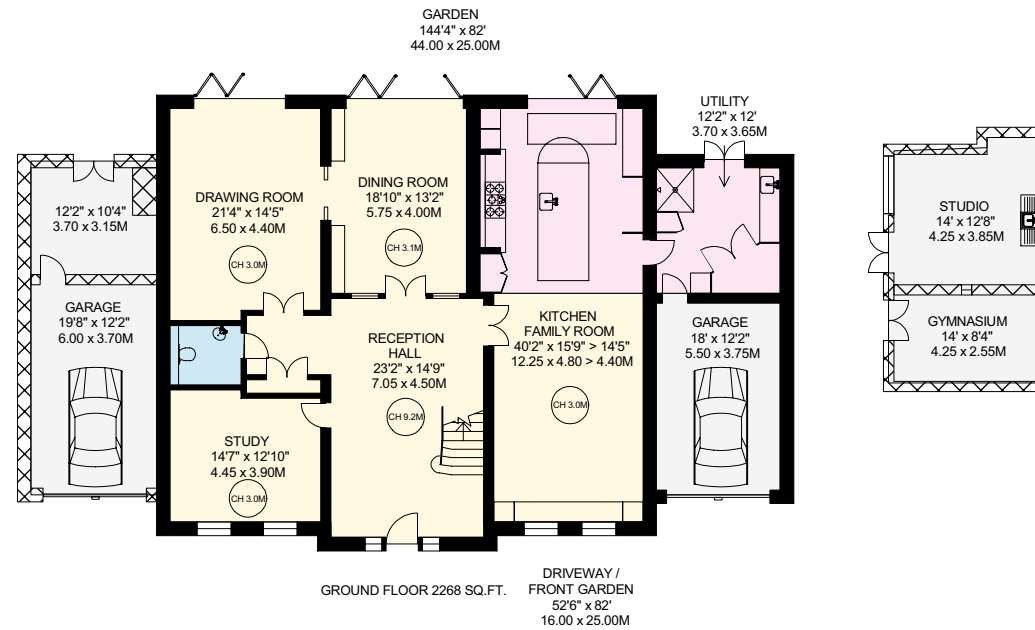 GARDEN
144'4" x 82'
44.00 x 25.00M
UTILITY
12'2" x 12'
3.70 x 3.65M
DRAWING ROOM
21'4" x 14'5"
6.50 x 4.40M
CH 3.0M
DINING ROOM
18'10" x 13'2"
5.75 x 4.00M
CH 3.1M
12'2" x 10'4"
3.70 x 3.15M
STUDIO
14' x 12'8"
4.25 x 3.85M
GARAGE
19'8" x 12'2"
6.00 x 3.70M
RECEPTION
HALL
23'2" x 14'9"
7.05 x 4.50M
CH 9.2M
KITCHEN
FAMILY ROOM
40'2" x 15'9" > 14'5"
12.25 x 4.80 > 4.40M
CH 3.0M
GARAGE
18' x 12'2"
5.50 x 3.75M
GYMNASIUM
14' x 8'4"
4.25 x 2.55M
STUDY
14'7" x 12'10"
4.45 x 3.90M
CH 3.0M
GROUND FLOOR 2268 SQ.FT.
DRIVEWAY /
FRONT GARDEN
52'6" x 82'
16.00 x 25.00M